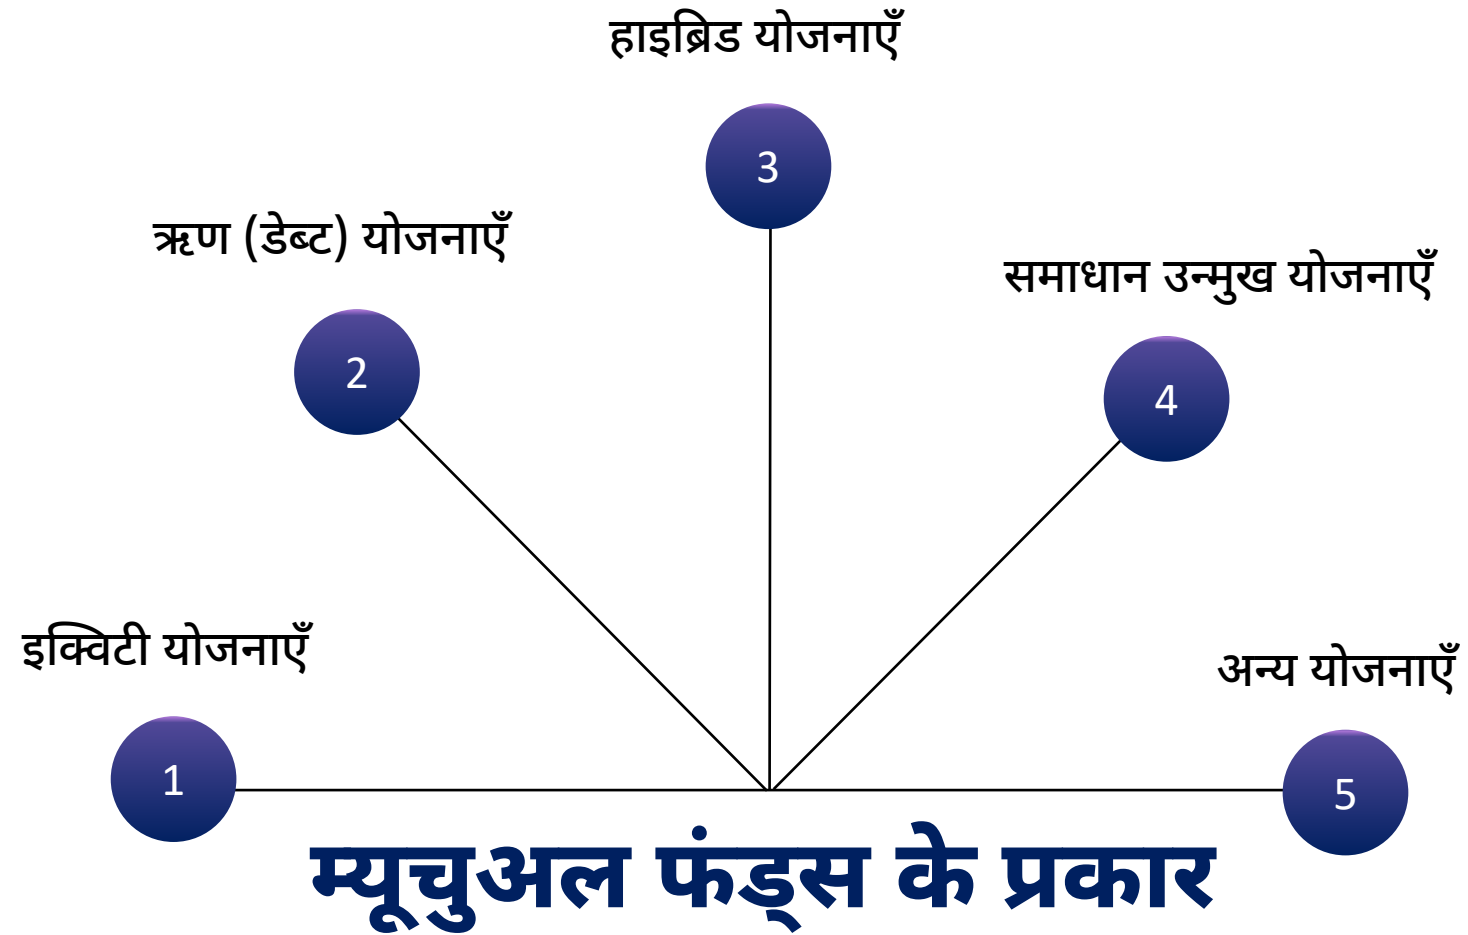 हाइब्रिड योजनाएँ
3
ऋण (डेब्ट) योजनाएँ
2
समाधान उन्मुख योजनाएँ
4
इक्विटी योजनाएँ
1
अन्य योजनाएँ
5
म्यूचुअल फंड्स के प्रकार